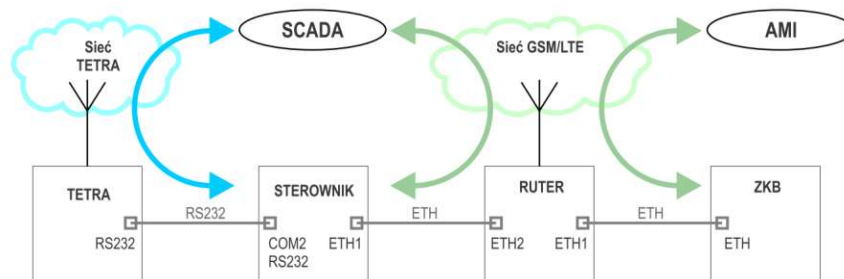 Sieć
TETRA
SCADA
Sieć GSM/LTE
AMI
TETRA
STEROWNIK
RUTER
ZKB
RS232
ETH
ETH
RS232
COM2
RS232
ETH1
ETH2
ETH1
ETH